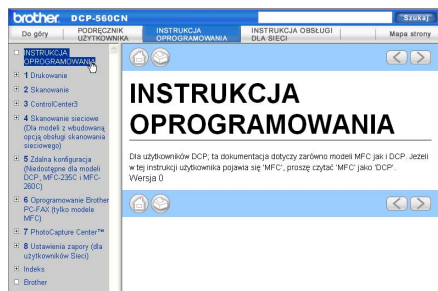 brother. DCP-560CN
Szukaj
Do góry
PODRĘCZNIK
UŻYTKOWNIKA
INSTRUKCJA
OPROGRAMOWANIA
INSTRUKCJA OBSŁUGI
DLA SIECI
Mapa strony
INSTRUKCJA
OPROGRAMOWANIA
1 Drukowanie
2 Skanowanie
3 ControlCenter3
4 Skanowanie sieciowe
(Dla modeli z wbudowaną
opcją obsługi skanowania
sieciowego)
5 Zdalna konfiguracja
(Niedostępne dla modeli
DCP, MFC-235C i MFC-
260C)
6 Oprogramowanie Brother
PC-FAX (tylko modele
MFC)
7 PhotoCapture Center™
8 Ustawienia zapory (dla
użytkowników Sieci)
Indeks
Brother
INSTRUKCJA
OPROGRAMOWANIA
Dla użytkowników DCP; ta dokumentacja dotyczy zarówno modeli MFC jak i DCP. Jeżeli
w tej instrukcji użytkownika pojawia się 'MFC', proszę czytać 'MFC' jako 'DCP'.
Wersja 0